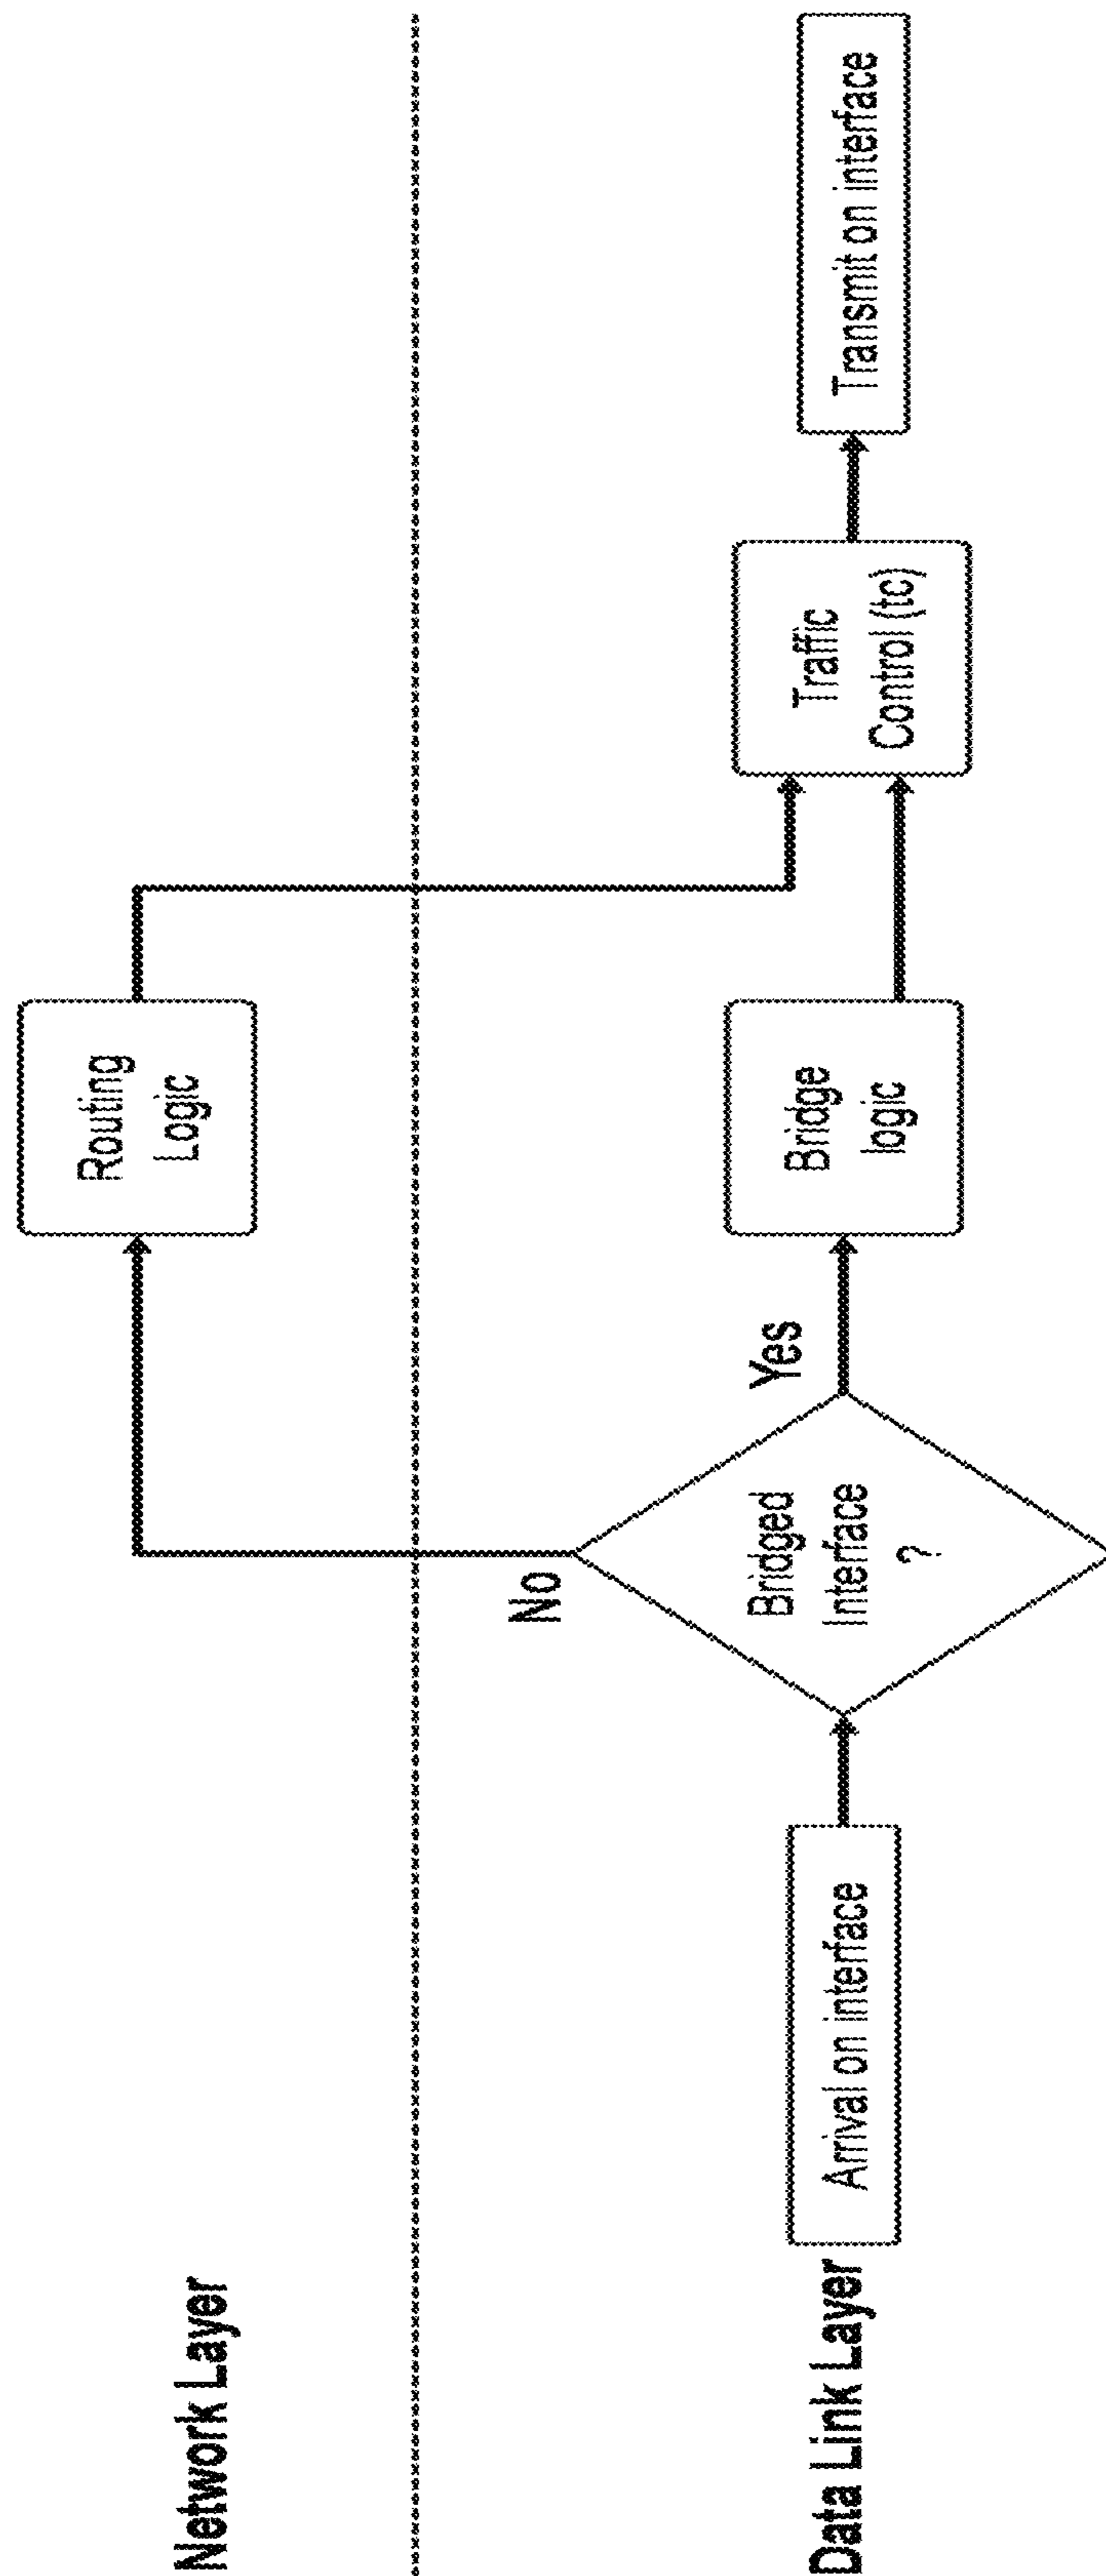 Network Layer
Routing
Logic
Data Link Layer
Arrival on interface
Bridged
Interface
?
No
Yes
Bridge
logic
Traffic
Control (tc)
Transmit on interface